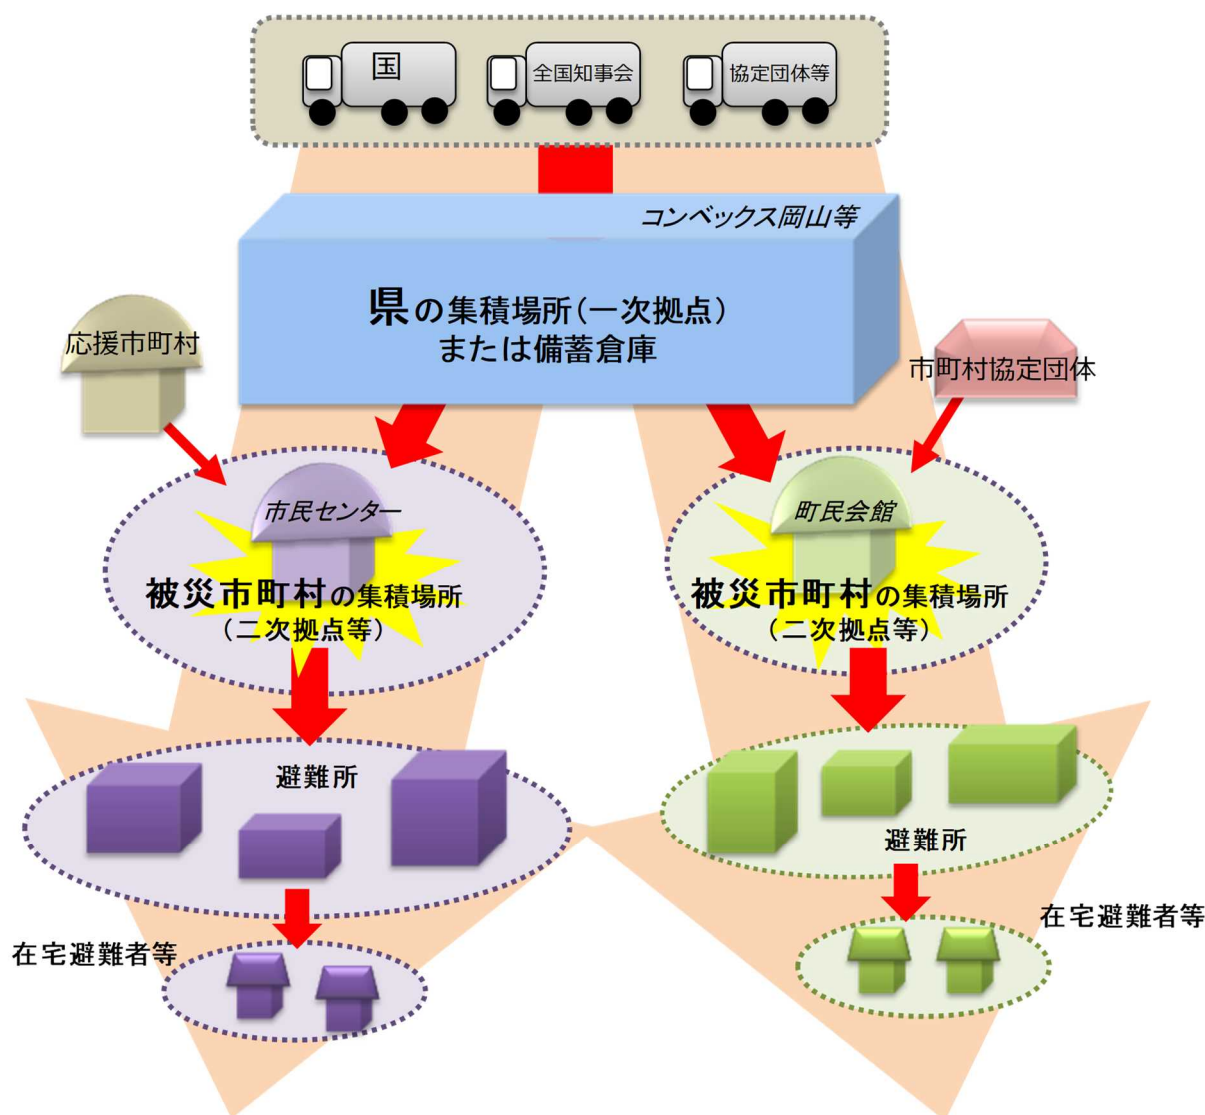 国
全国知事会
協定団体等
コンベックス岡山等
県の集積場所(一次拠点)
または備蓄倉庫
応援市町村
市町村協定団体
市民センター
被災市町村の集積場所
(二次拠点等)
町民会館
被災市町村の集積場所
(二次拠点等)
避難所
避難所
在宅避難者等
在宅避難者等